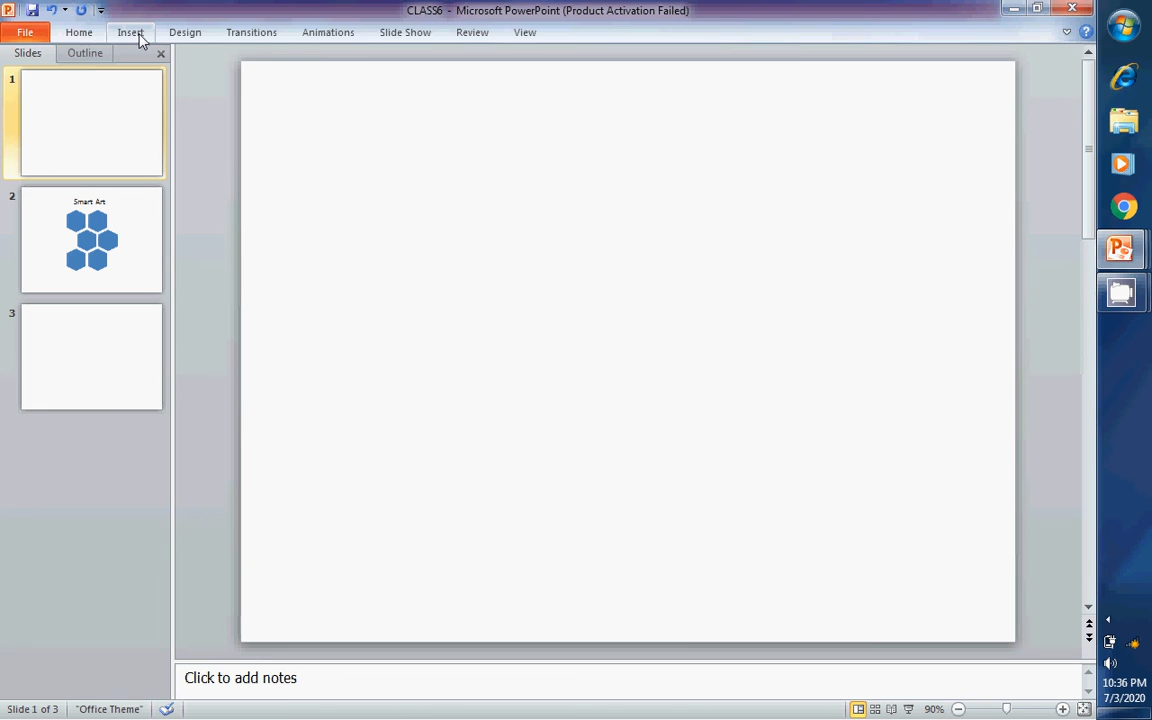 CLASS6 - Microsoft PowerPoint (Product Activation Failed)
File Home Insert Design Transitions Animations Slide Show Review View
Slides Outline
1
2
Smart Art
3
Click to add notes
Slide 1 of 3 "Office Theme" 90%
10:36 PM
7/3/2020